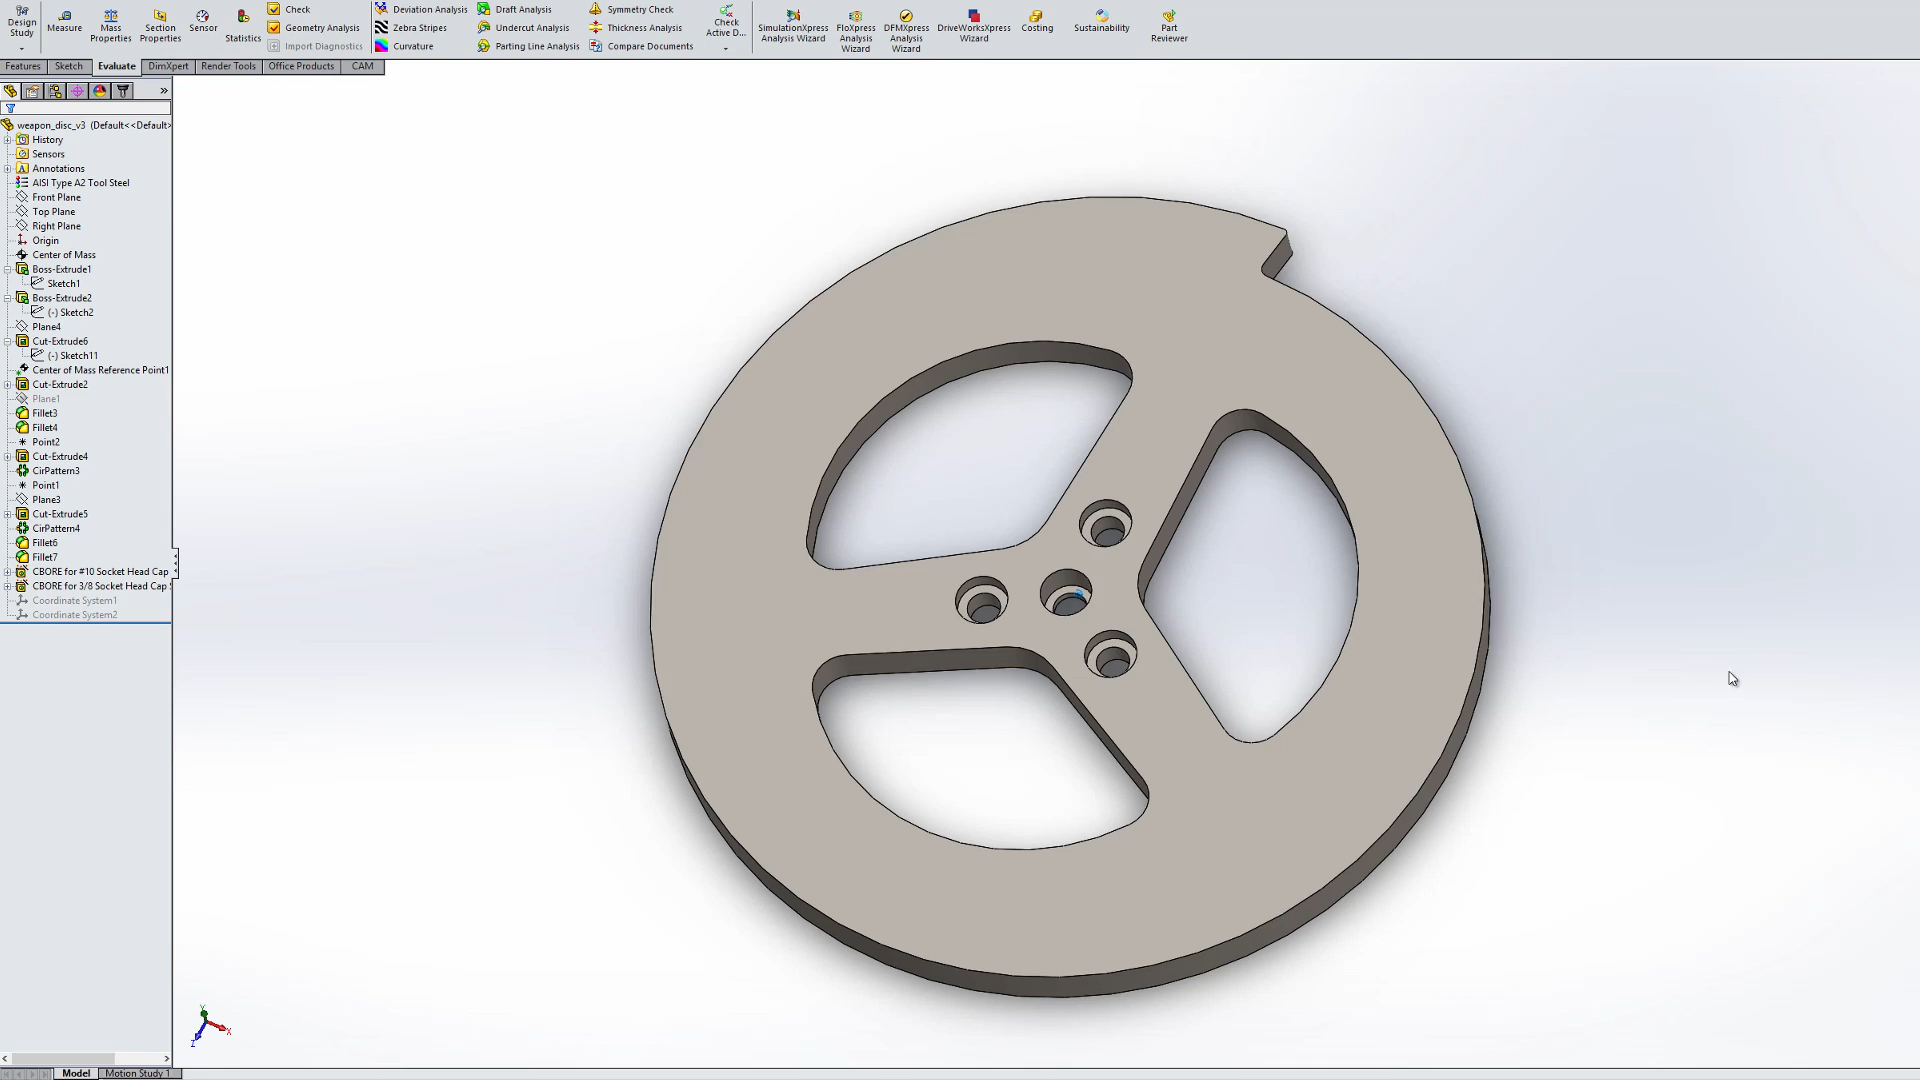 Design Study
Measure
Mass Properties
Section Properties
Sensor
Statistics
Check
Geometry Analysis
Import Diagnostics
Deviation Analysis
Zebra Stripes
Curvature
Draft Analysis
Undercut Analysis
Parting Line Analysis
Symmetry Check
Thickness Analysis
Compare Documents
Check Active D...
SimulationXpress Analysis Wizard
FloXpress Analysis Wizard
DFMXpress Analysis Wizard
DriveWorksXpress Wizard
Costing
Sustainability
Part Reviewer
Features
Sketch
Evaluate
DimXpert
Render Tools
Office Products
CAM
weapon_disc_v3 (Default<<Default>
History
Sensors
Annotations
AISI Type A2 Tool Steel
Front Plane
Top Plane
Right Plane
Origin
Center of Mass
Boss-Extrude1
Sketch1
Boss-Extrude2
(-) Sketch2
Plane4
Cut-Extrude6
(-) Sketch11
Center of Mass Reference Point1
Cut-Extrude2
Plane1
Fillet3
Fillet4
Point2
Cut-Extrude4
CirPattern3
Point1
Plane3
Cut-Extrude5
CirPattern4
Fillet6
Fillet7
CBORE for #10 Socket Head Cap
CBORE for 3/8 Socket Head Cap
Coordinate System1
Coordinate System2
Y
X
Z
Model
Motion Study 1